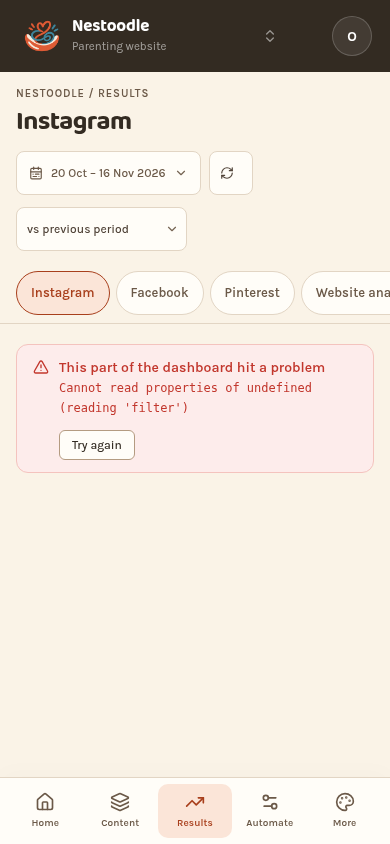 Nestoodle
Parenting website
O
NESTOODLE / RESULTS
Instagram
20 Oct – 16 Nov 2026
vs previous period
Instagram
Facebook
Pinterest
Website ana
This part of the dashboard hit a problem
Cannot read properties of undefined
(reading 'filter')
Try again
Home
Content
Results
Automate
More